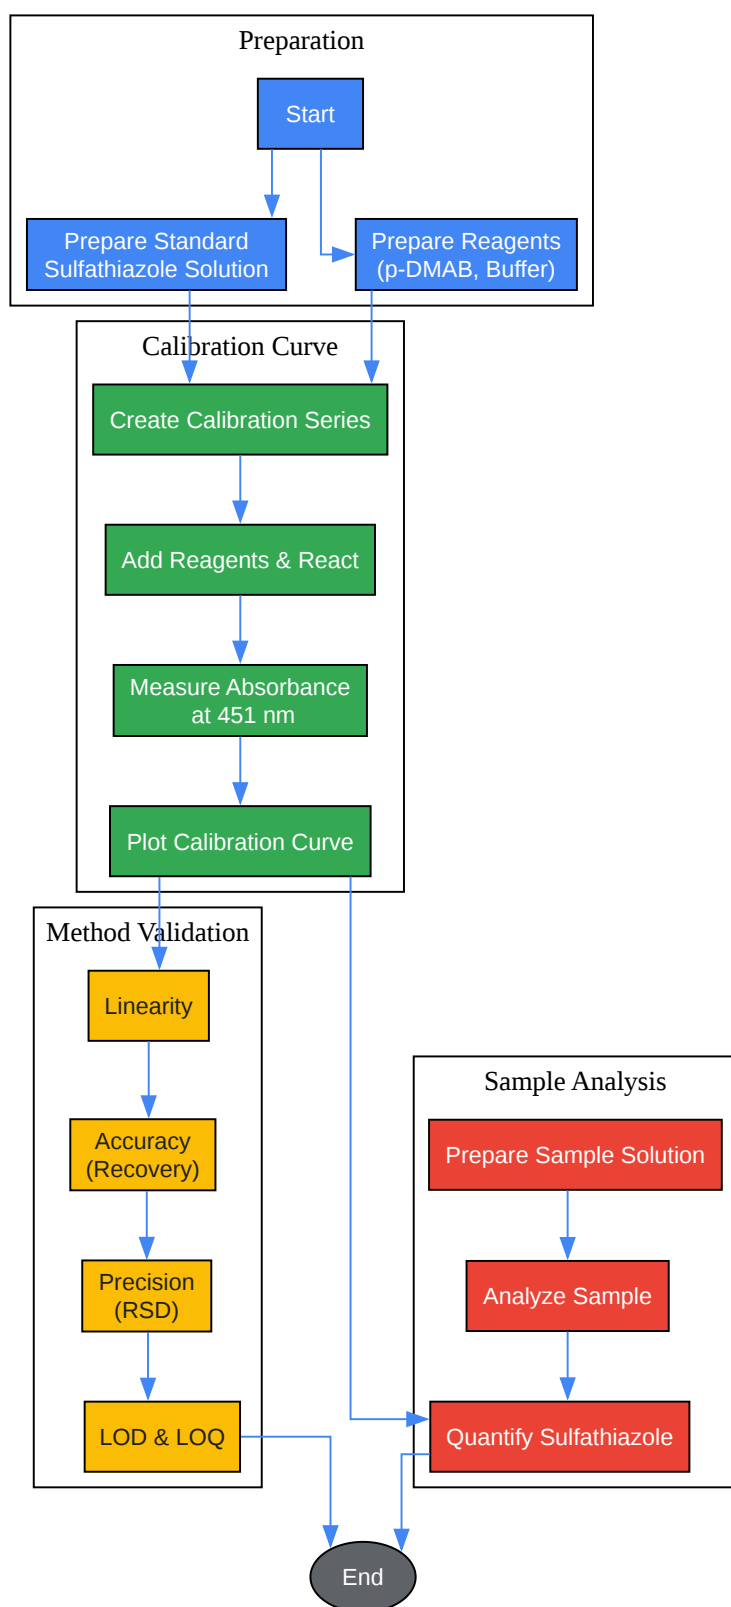 Preparation
Start
Prepare Standard
Sulfathiazole Solution
Prepare Reagents
(p-DMAB, Buffer)
Calibration Curve
Create Calibration Series
Add Reagents & React
Measure Absorbance
at 451 nm
Plot Calibration Curve
Method Validation
Linearity
Accuracy
(Recovery)
Precision
(RSD)
LOD & LOQ
Sample Analysis
Prepare Sample Solution
Analyze Sample
Quantify Sulfathiazole
End